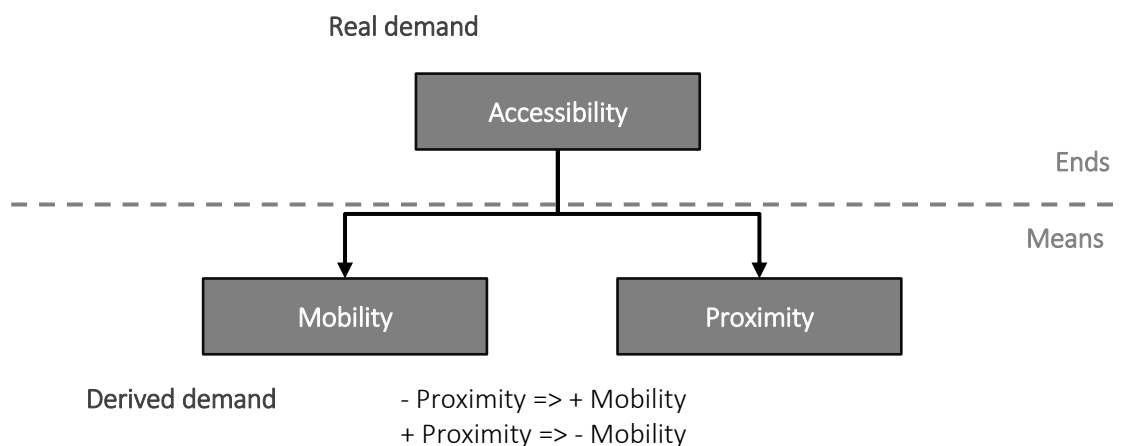 Real demand
Accessibility
Ends
Means
Mobility
Proximity
Derived demand
- Proximity => + Mobility
+ Proximity => - Mobility